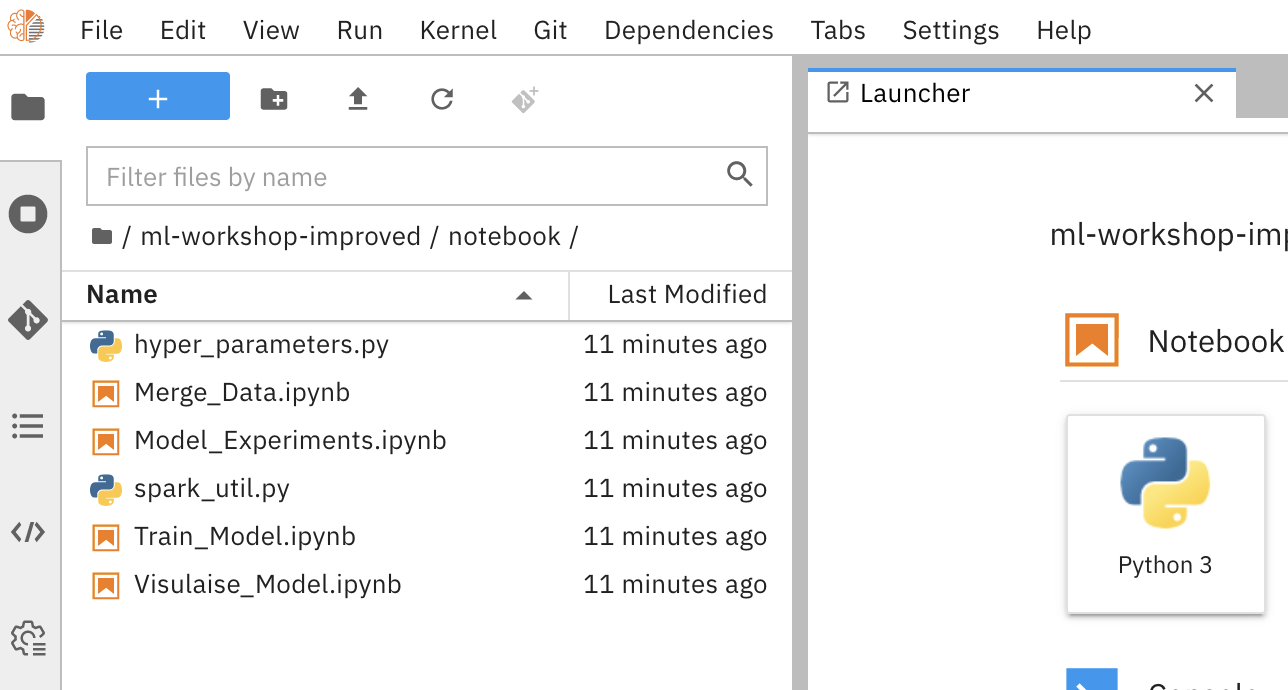 File Edit View Run Kernel Git Dependencies Tabs Settings Help
Launcher
Filter files by name
/ ml-workshop-improved / notebook /
Name Last Modified
hyper_parameters.py 11 minutes ago
Merge_Data.ipynb 11 minutes ago
Model_Experiments.ipynb 11 minutes ago
spark_util.py 11 minutes ago
Train_Model.ipynb 11 minutes ago
Visulaise_Model.ipynb 11 minutes ago
ml-workshop-imp
Notebook
Python 3
Console